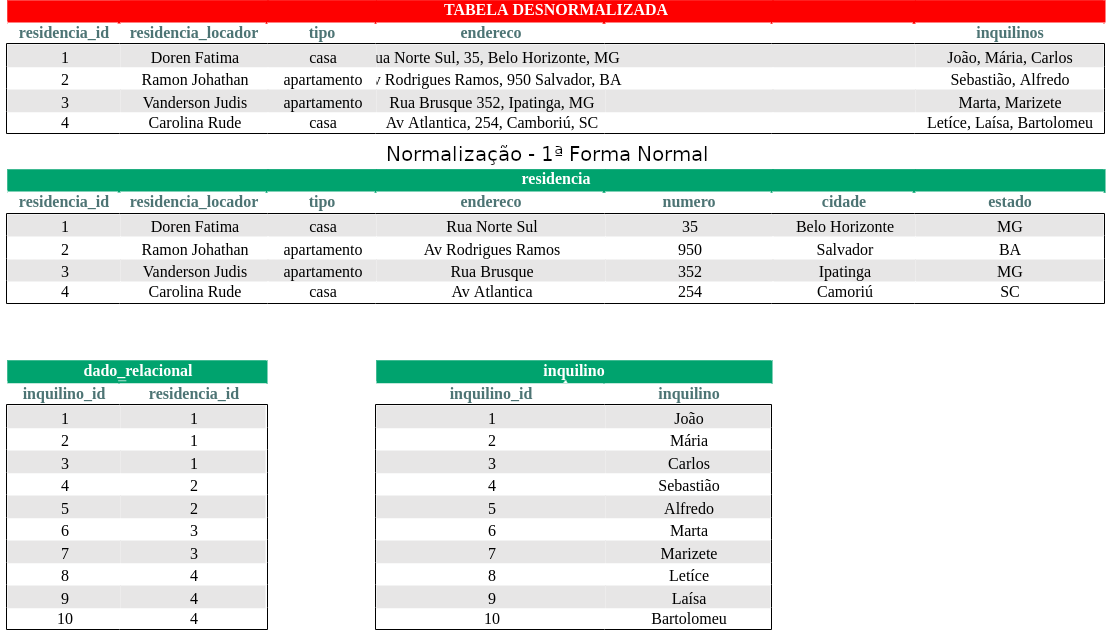 TABELA DESNORMALIZADA
residencia_id residencia_locador tipo endereco inquilinos
1 Doren Fatima casa ua Norte Sul, 35, Belo Horizonte, MG João, Mária, Carlos
2 Ramon Johathan apartamento v Rodrigues Ramos, 950 Salvador, BA Sebastião, Alfredo
3 Vanderson Judis apartamento Rua Brusque 352, Ipatinga, MG Marta, Marizete
4 Carolina Rude casa Av Atlantica, 254, Camboriú, SC Letíce, Laísa, Bartolomeu
Normalização - 1ª Forma Normal
residencia
residencia_id residencia_locador tipo endereco numero cidade estado
1 Doren Fatima casa Rua Norte Sul 35 Belo Horizonte MG
2 Ramon Johathan apartamento Av Rodrigues Ramos 950 Salvador BA
3 Vanderson Judis apartamento Rua Brusque 352 Ipatinga MG
4 Carolina Rude casa Av Atlantica 254 Camoriú SC
dado_relacional inquilino
inquilino_id residencia_id inquilino_id inquilino
1 1 1 João
2 1 2 Mária
3 1 3 Carlos
4 2 4 Sebastião
5 2 5 Alfredo
6 3 6 Marta
7 3 7 Marizete
8 4 8 Letíce
9 4 9 Laísa
10 4 10 Bartolomeu